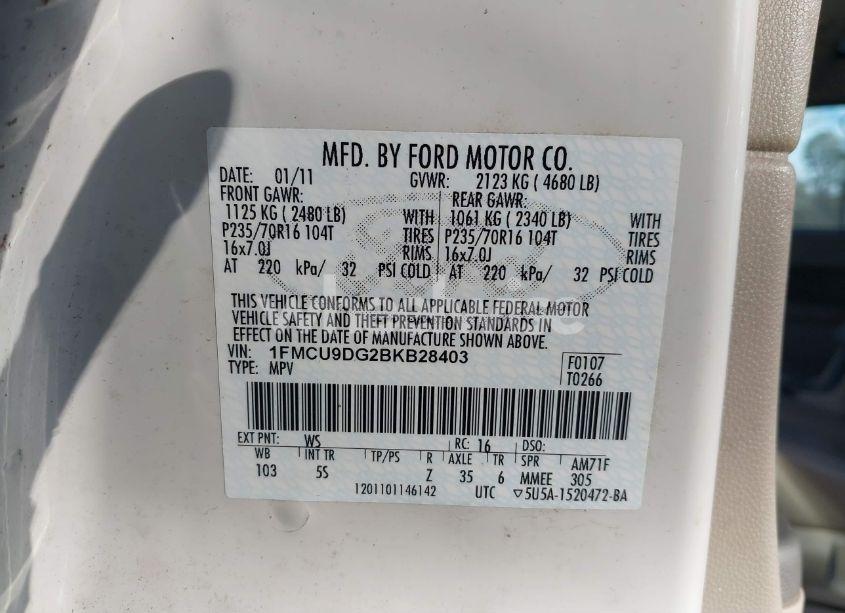 MFD. BY FORD MOTOR CO.
DATE: 01/11 GVWR: 2123 KG ( 4680 LB)
FRONT GAWR: REAR GAWR:
1125 KG ( 2480 LB) WITH 1061 KG ( 2340 LB) WITH
P235/70R16 104T TIRES P235/70R16 104T TIRES
16x7.0J RIMS 16x7.0J RIMS
AT 220 kPa/ 32 PSI COLD AT 220 kPa/ 32 PSI COLD
THIS VEHICLE CONFORMS TO ALL APPLICABLE FEDERAL MOTOR
VEHICLE SAFETY AND THEFT PREVENTION STANDARDS IN
EFFECT ON THE DATE OF MANUFACTURE SHOWN ABOVE.
VIN: 1FMCU9DG2BKB28403 F0107
TYPE: MPV T0266
EXT PNT: WS RC: 16 DSO:
WB INT TR TP/PS R AXLE TR SPR AM71F
103 5S Z 35 6 MMEE 305
1201101146142 UTC ▽5U5A-1520472-BA